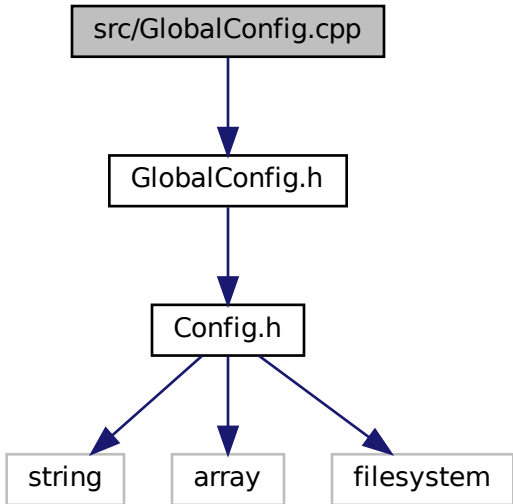 src/GlobalConfig.cpp
GlobalConfig.h
Config.h
string
array
filesystem